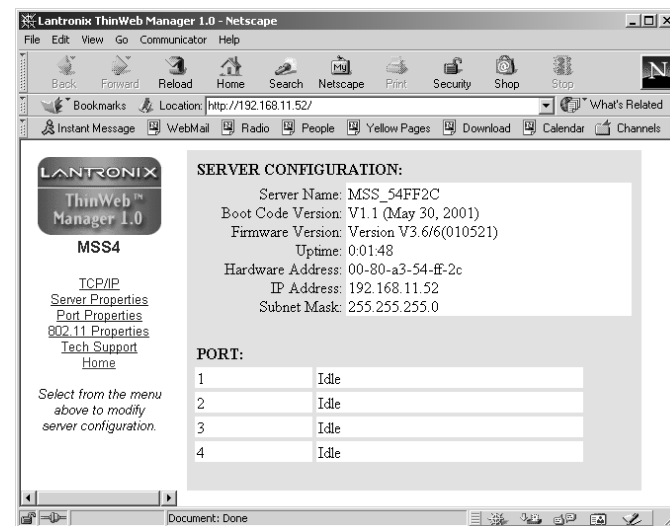 Lantronix ThinWeb Manager 1.0 - Netscape
File Edit View Go Communicator Help
Back Forward Reload Home Search Netscape Print Security Shop Stop
My
N
Bookmarks Location: http://192.168.11.52/ What's Related
Instant Message WebMail Radio People Yellow Pages Download Calendar Channels
LANTRONIX
ThinWeb™
Manager 1.0
MSS4
TCP/IP
Server Properties
Port Properties
802.11 Properties
Tech Support
Home
Select from the menu
above to modify
server configuration.
SERVER CONFIGURATION:
Server Name: MSS_54FF2C
Boot Code Version: V1.1 (May 30, 2001)
Firmware Version: Version V3.6/6(010521)
Uptime: 0:01:48
Hardware Address: 00-80-a3-54-ff-2c
IP Address: 192.168.11.52
Subnet Mask: 255.255.255.0
PORT:
1 Idle
2 Idle
3 Idle
4 Idle
Document: Done